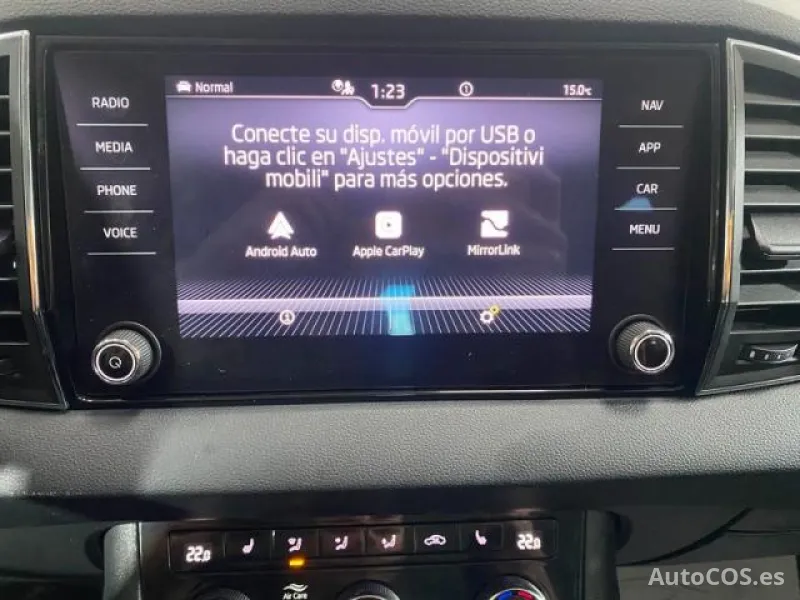 Normal
1:23
15.0°C
RADIO
MEDIA
PHONE
VOICE
Conecte su disp. móvil por USB o
haga clic en "Ajustes" - "Dispositivi
mobili" para más opciones.
Android Auto
Apple CarPlay
MirrorLink
NAV
APP
CAR
MENU
22.0
22.0
Air Care
AutoCOS.es